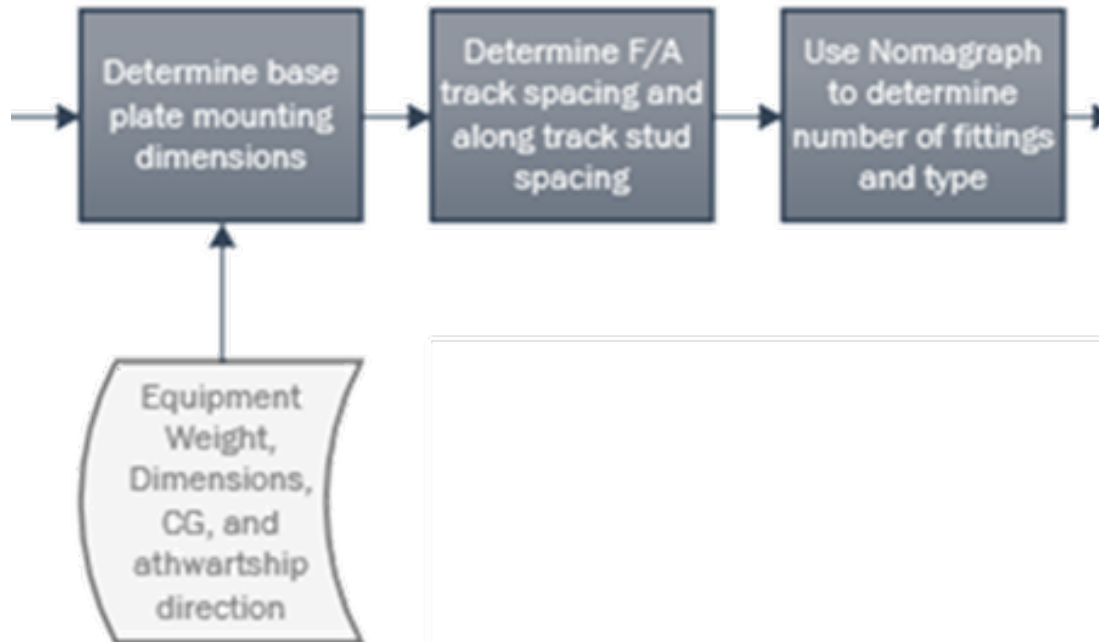 Determine base
plate mounting
dimensions
Determine F/A
track spacing and
along track stud
spacing
Use Nomagraph
to determine
number of fittings
and type
Equipment
Weight,
Dimensions,
CG, and
athwartship
direction